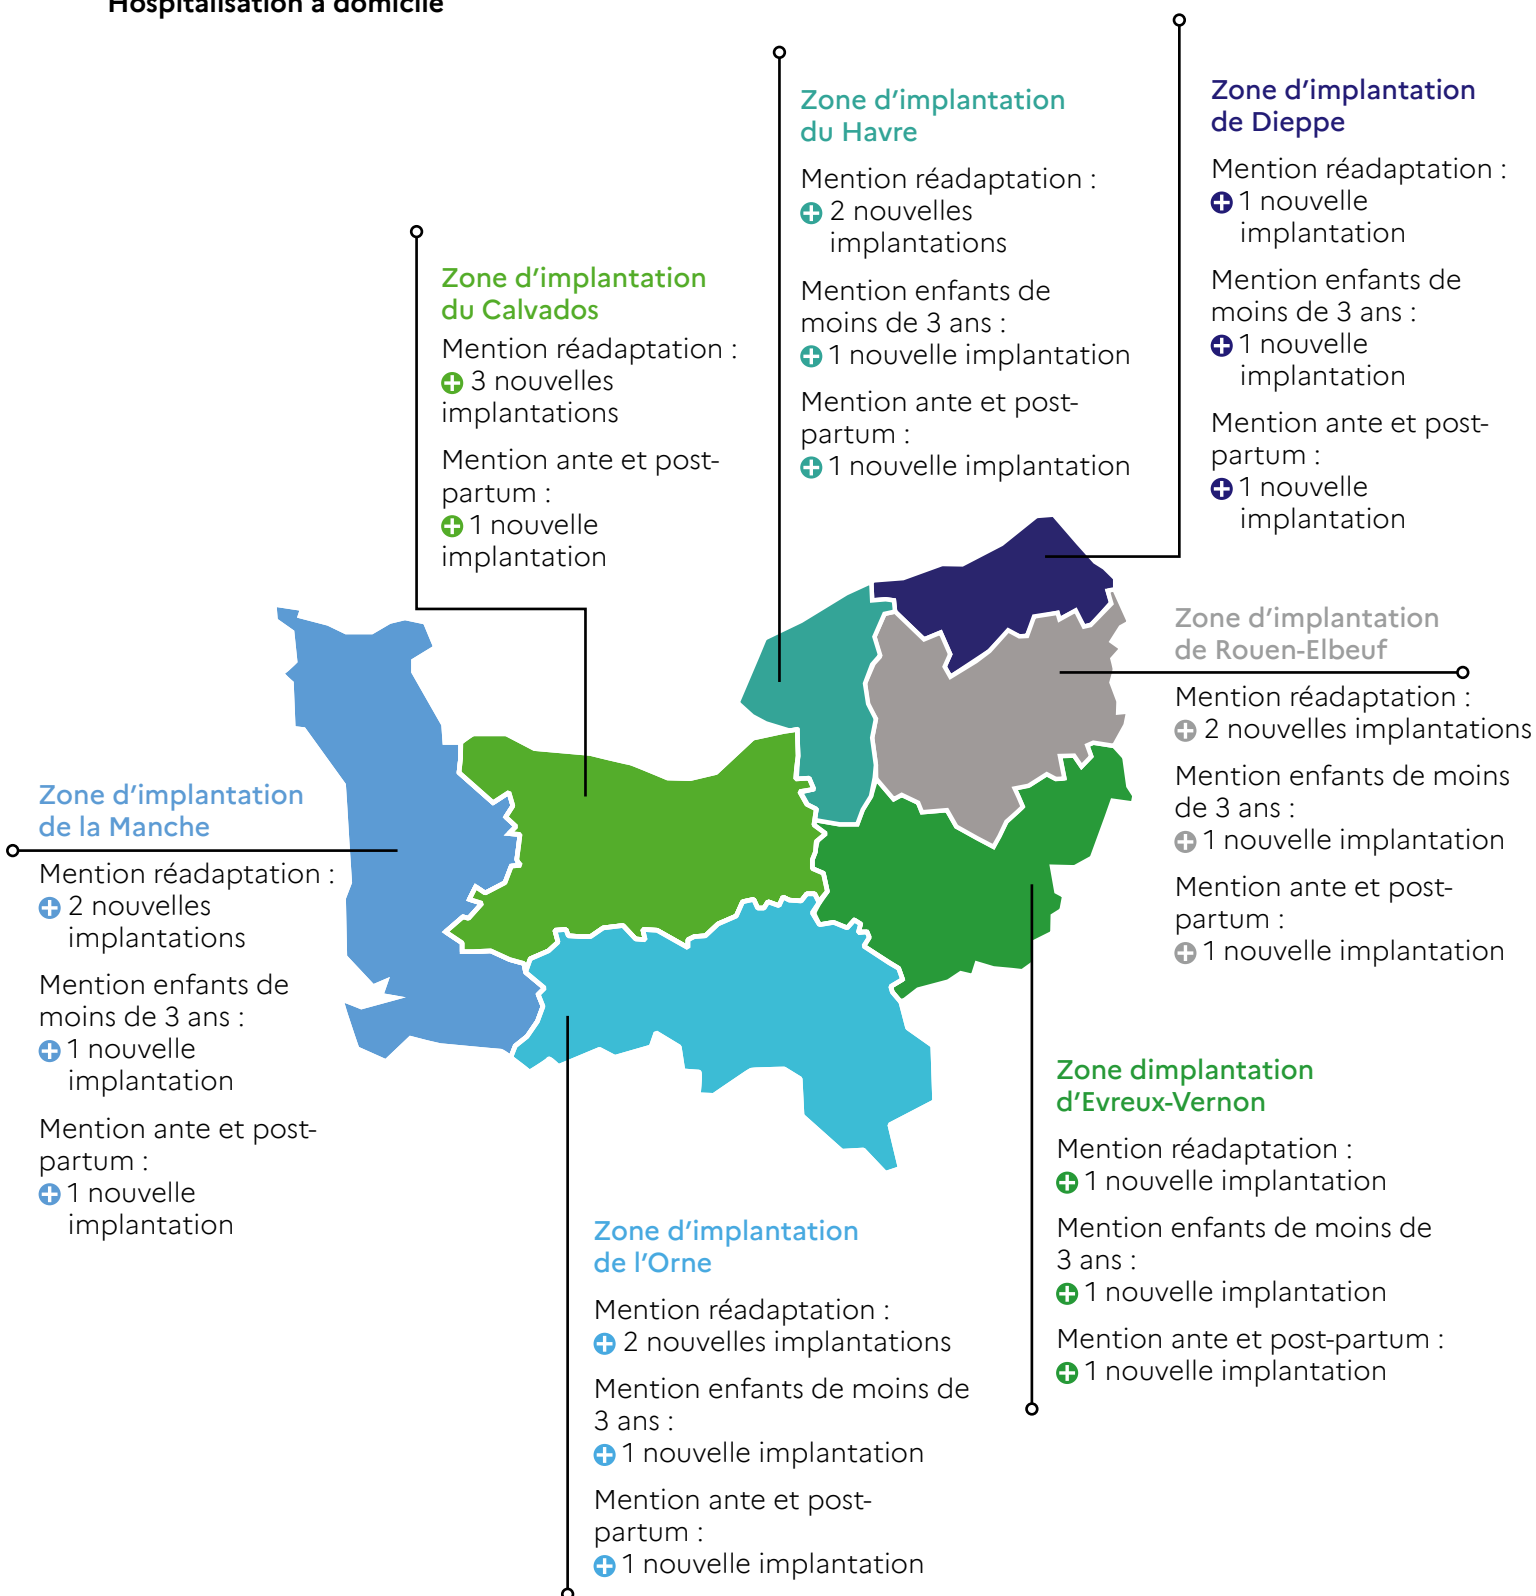 Hospitalisation à domicile
Zone d’implantation
du Havre
Mention réadaptation :
2 nouvelles
implantations
Mention enfants de
moins de 3 ans :
1 nouvelle implantation
Mention ante et post-
partum :
1 nouvelle implantation
Zone d’implantation
de Dieppe
Mention réadaptation :
1 nouvelle
implantation
Mention enfants de
moins de 3 ans :
1 nouvelle
implantation
Mention ante et post-
partum :
1 nouvelle
implantation
Zone d’implantation
du Calvados
Mention réadaptation :
3 nouvelles
implantations
Mention ante et post-
partum :
1 nouvelle
implantation
Zone d’implantation
de Rouen-Elbeuf
Mention réadaptation :
2 nouvelles implantations
Mention enfants de moins
de 3 ans :
1 nouvelle implantation
Mention ante et post-
partum :
1 nouvelle implantation
Zone d’implantation
de la Manche
Mention réadaptation :
2 nouvelles
implantations
Mention enfants de
moins de 3 ans :
1 nouvelle
implantation
Mention ante et post-
partum :
1 nouvelle
implantation
Zone dimplantation
d’Evreux-Vernon
Mention réadaptation :
1 nouvelle implantation
Mention enfants de moins de
3 ans :
1 nouvelle implantation
Mention ante et post-partum :
1 nouvelle implantation
Zone d’implantation
de l’Orne
Mention réadaptation :
2 nouvelles implantations
Mention enfants de moins de
3 ans :
1 nouvelle implantation
Mention ante et post-
partum :
1 nouvelle implantation